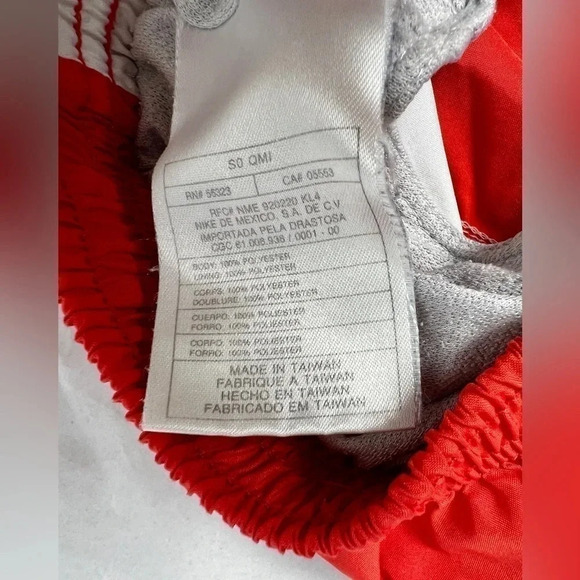 S0 QMI
RN# 56323 CA# 05553
RFC# NME 920220 KL4
NIKE DE MEXICO, S.A. DE C.V
IMPORTADA PELA DRASTOSA
CGC 61.006.938 / 0001 - 00
BODY: 100% POLYESTER
LINING: 100% POLYESTER
CORPS: 100% POLYESTER
DOUBLURE: 100% POLYESTER
CUERPO: 100% POLIESTER
FORRO: 100% POLIESTER
CORPO: 100% POLIESTER
FORRO: 100% POLIESTER
MADE IN TAIWAN
FABRIQUE A TAIWAN
HECHO EN TAIWAN
FABRICADO EM TAIWAN